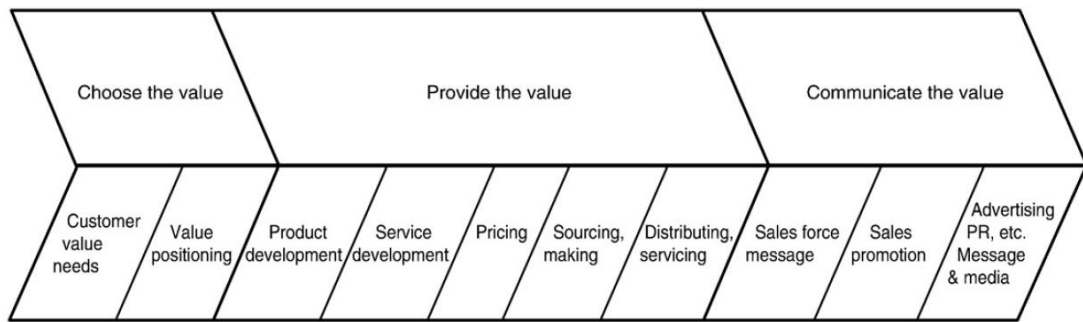 Choose the value
Provide the value
Communicate the value
Customer
value
needs
Value
positioning
Product
development
Service
development
Pricing
Sourcing,
making
Distributing,
servicing
Sales force
message
Sales
promotion
Advertising
PR, etc.
Message
& media